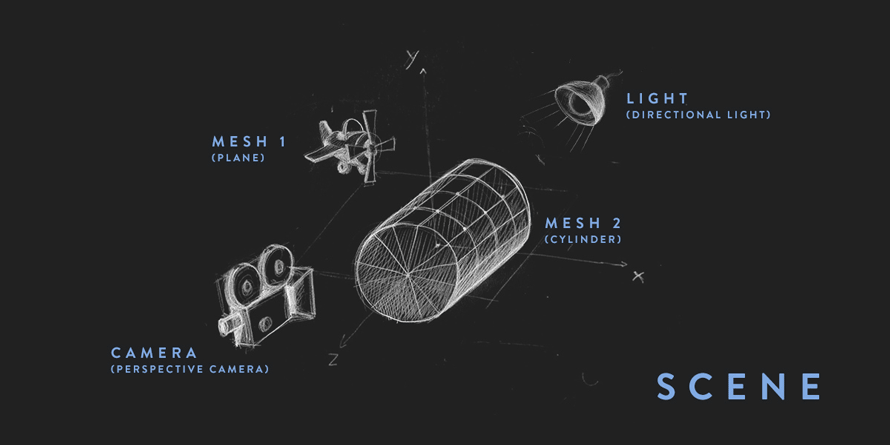 y
LIGHT
(DIRECTIONAL LIGHT)
MESH 1
(PLANE)
MESH 2
(CYLINDER)
x
CAMERA
(PERSPECTIVE CAMERA)
z
SCENE